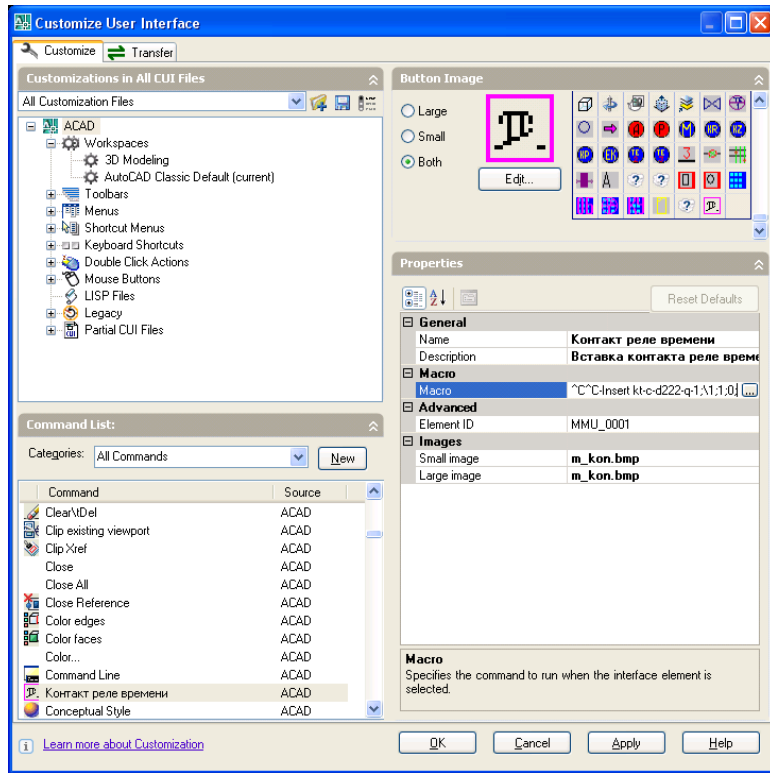 Customize User Interface
Customize Transfer
Customizations in All CUI Files
All Customization Files
ACAD
Workspaces
3D Modeling
AutoCAD Classic Default (current)
Toolbars
Menus
Shortcut Menus
Keyboard Shortcuts
Double Click Actions
Mouse Buttons
LISP Files
Legacy
Partial CUI Files
Command List:
Categories: All Commands New
Command Source
Clear\tDel ACAD
Clip existing viewport ACAD
Clip Xref ACAD
Close ACAD
Close All ACAD
Close Reference ACAD
Color edges ACAD
Color faces ACAD
Color... ACAD
Command Line ACAD
Контакт реле времени ACAD
Conceptual Style ACAD
Button Image
Large
Small
Both
Edit...
Properties
Reset Defaults
General
Name Контакт реле времени
Description Вставка контакта реле време
Macro
Macro ^C^C-Insert kt-c-d222-q-1;\1;1;0; ...
Advanced
Element ID MMU_0001
Images
Small image m_kon.bmp
Large image m_kon.bmp
Macro
Specifies the command to run when the interface element is
selected.
Learn more about Customization
OK Cancel Apply Help